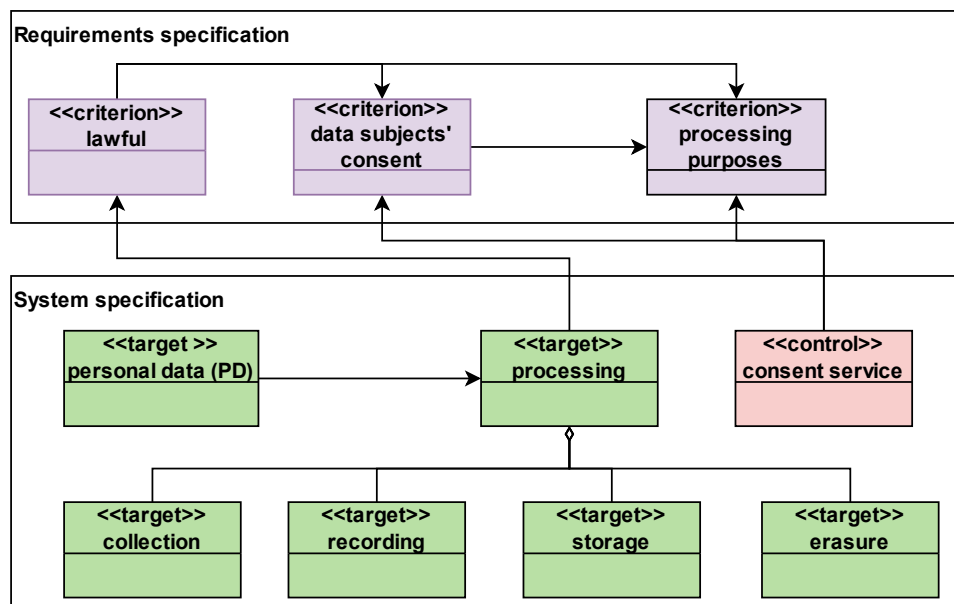 Requirements specification
<<criterion>>
lawful
<<criterion>>
data subjects'
consent
<<criterion>>
processing
purposes
System specification
<<target >>
personal data (PD)
<<target>>
processing
<<control>>
consent service
<<target>>
collection
<<target>>
recording
<<target>>
storage
<<target>>
erasure